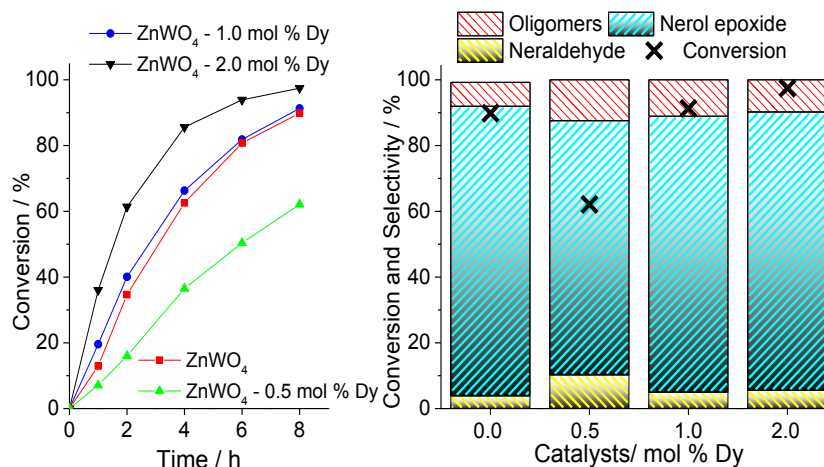 ZnWO₄ - 1.0 mol % Dy
ZnWO₄ - 2.0 mol % Dy
100
80
60
40
20
0
Conversion / %
ZnWO₄
ZnWO₄ - 0.5 mol % Dy
0 2 4 6 8
Time / h
Oligomers Nerol epoxide
Neraldehyde Conversion
100
80
60
40
20
0
Conversion and Selectivity / %
0.0 0.5 1.0 2.0
Catalysts/ mol % Dy